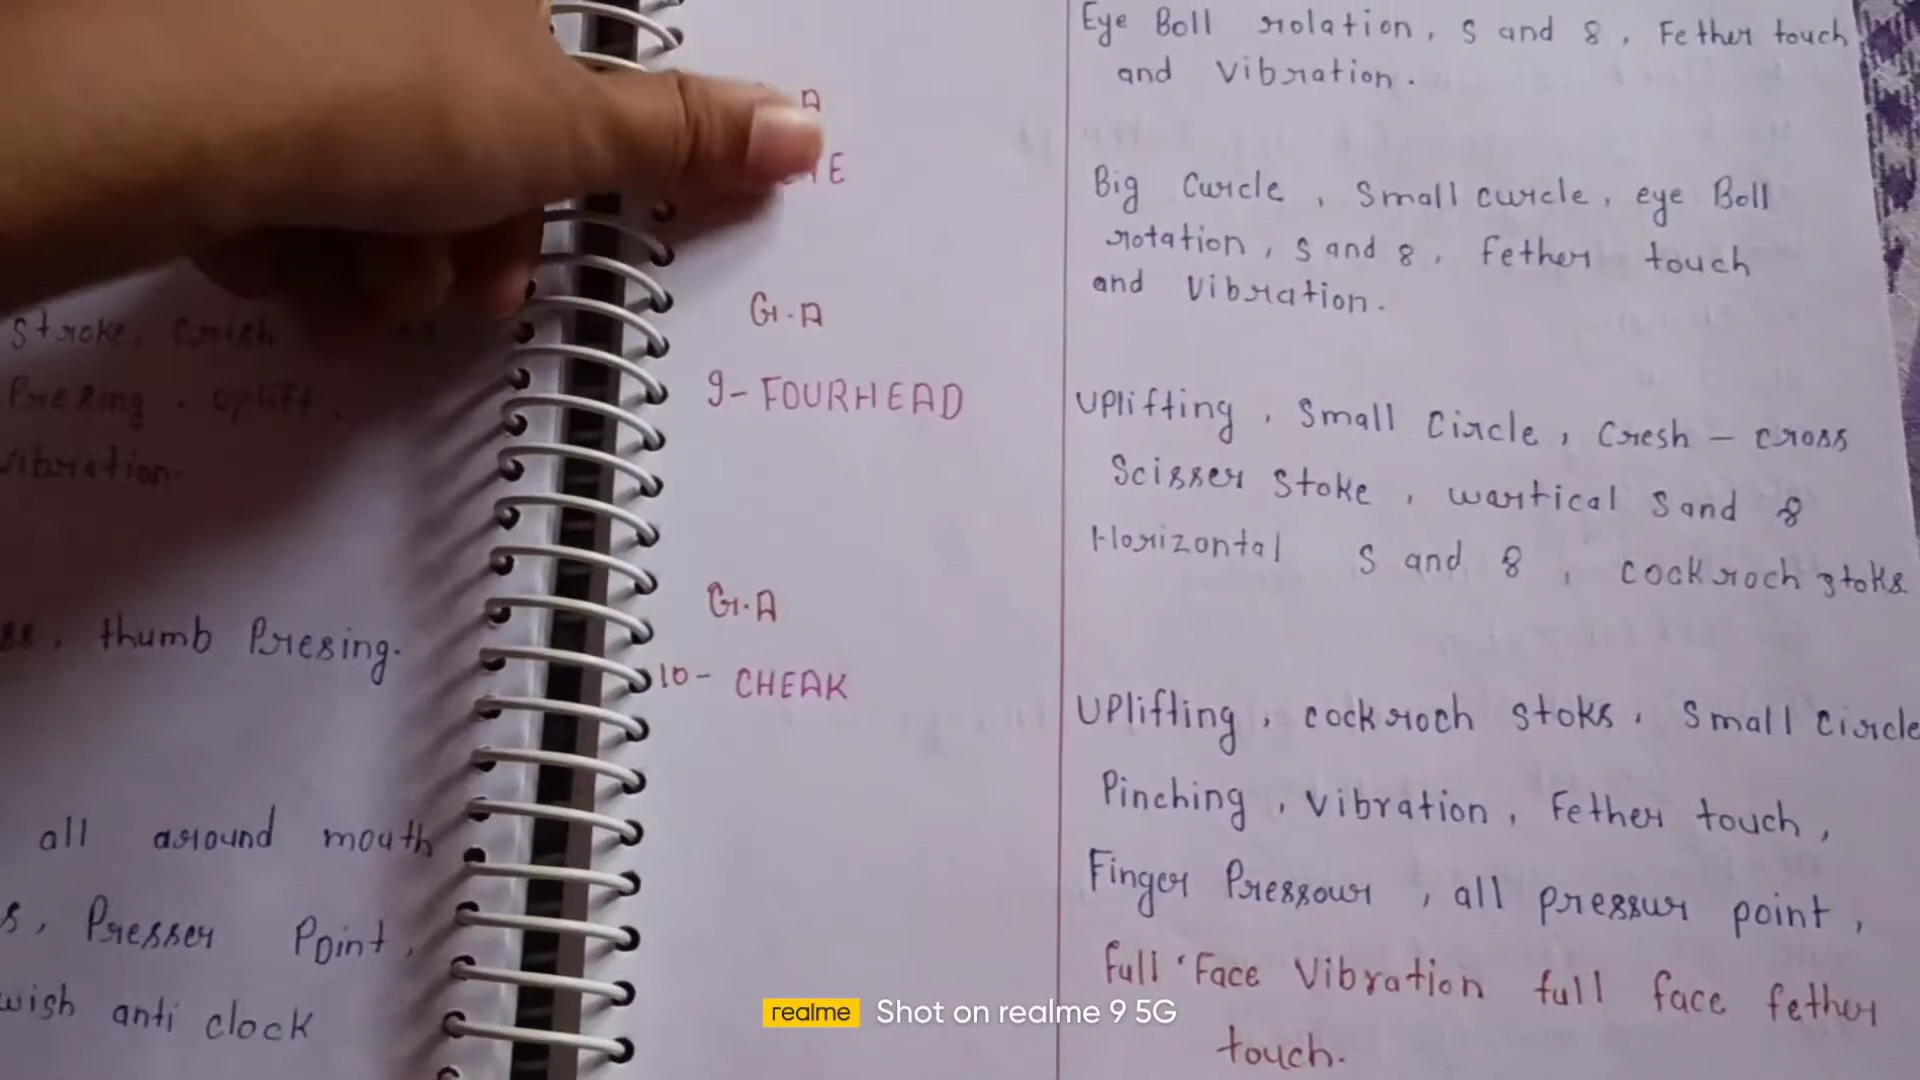 stroke, crish
Presing . uplift,
vibration-
thumb Presing.
all around mouth
Presser Point,
wish anti clock
Eye Boll rolation, S and 8, Fether touch
and Vibration.
Big Curcle, Small curcle, eye Boll
rotation, S and 8, Fether touch
and Vibration.
G.A
9- FOURHEAD
Uplifting, Small Circle, Cresh - cross
Scisser Stoke, wartical S and 8
Horizontal S and 8, cockroch stoks
G.A
10- CHEAK
Uplifting, cockroch stoks, Small Circle
Pinching, Vibration, Fether touch,
Finger Pressour, all pressur point,
full Face Vibration full face fether
touch.
realme Shot on realme 9 5G